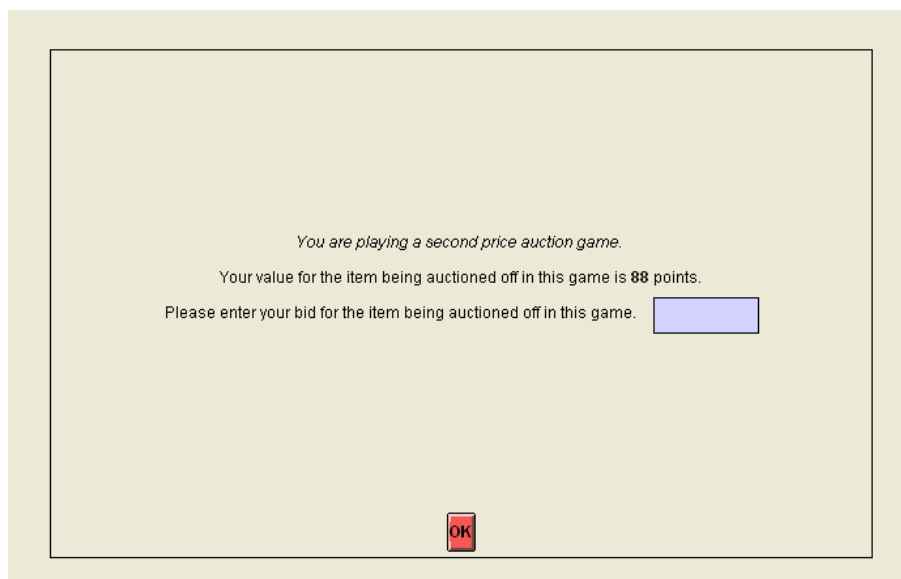 You are playing a second price auction game.
Your value for the item being auctioned off in this game is 88 points.
Please enter your bid for the item being auctioned off in this game.
OK